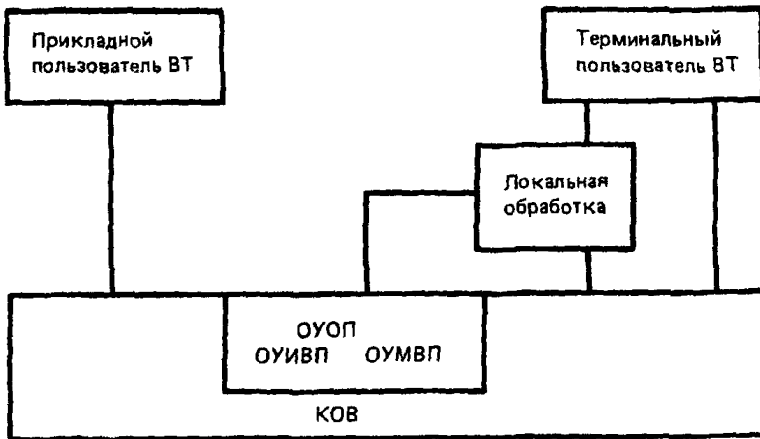 Прикладной
пользователь ВТ
Терминальный
пользователь ВТ
Локальная
обработка
ОУОП
ОУИВП ОУМВП
КОВ